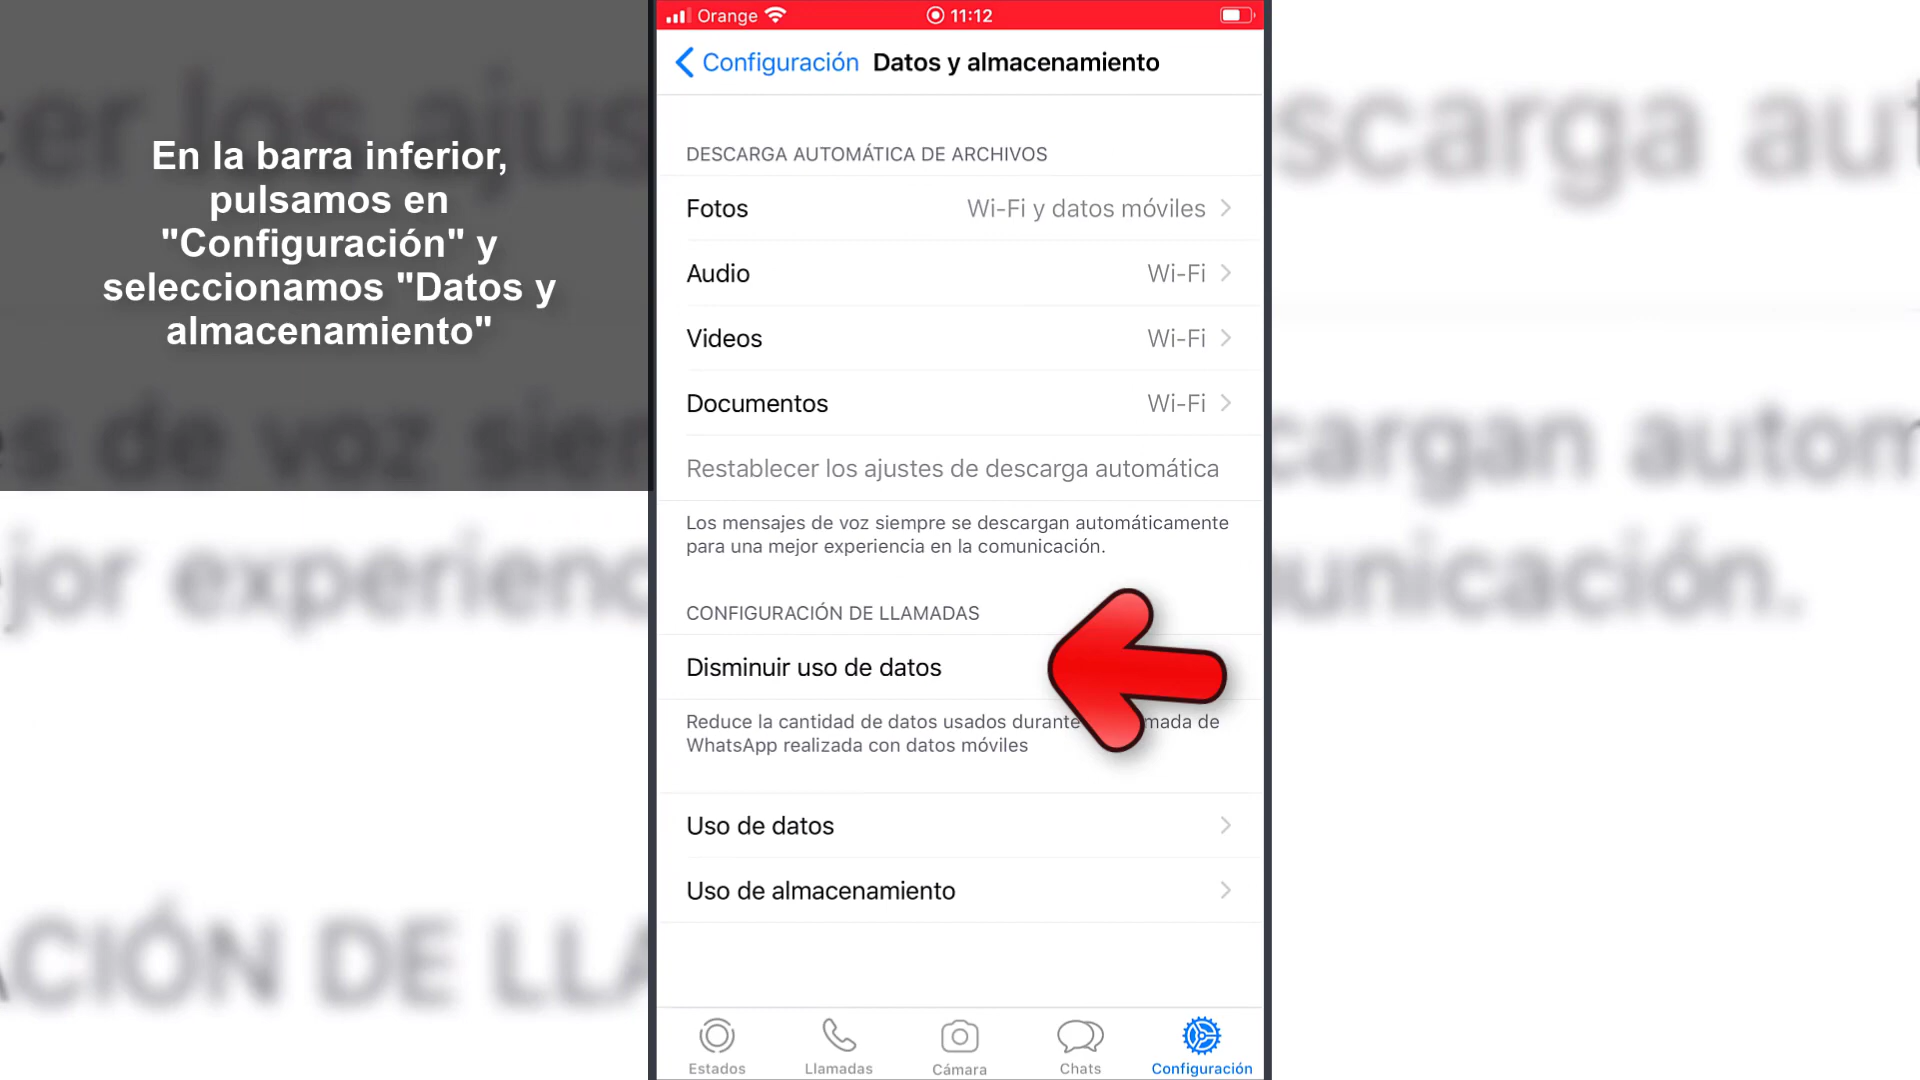 Orange 11:12
Configuración Datos y almacenamiento
En la barra inferior,
pulsamos en
"Configuración" y
seleccionamos "Datos y
almacenamiento"
DESCARGA AUTOMÁTICA DE ARCHIVOS
Fotos Wi-Fi y datos móviles
Audio Wi-Fi
Videos Wi-Fi
Documentos Wi-Fi
Restablecer los ajustes de descarga automática
Los mensajes de voz siempre se descargan automáticamente
para una mejor experiencia en la comunicación.
CONFIGURACIÓN DE LLAMADAS
Disminuir uso de datos
Reduce la cantidad de datos usados durante mada de
WhatsApp realizada con datos móviles
Uso de datos
Uso de almacenamiento
Estados Llamadas Cámara Chats Configuración